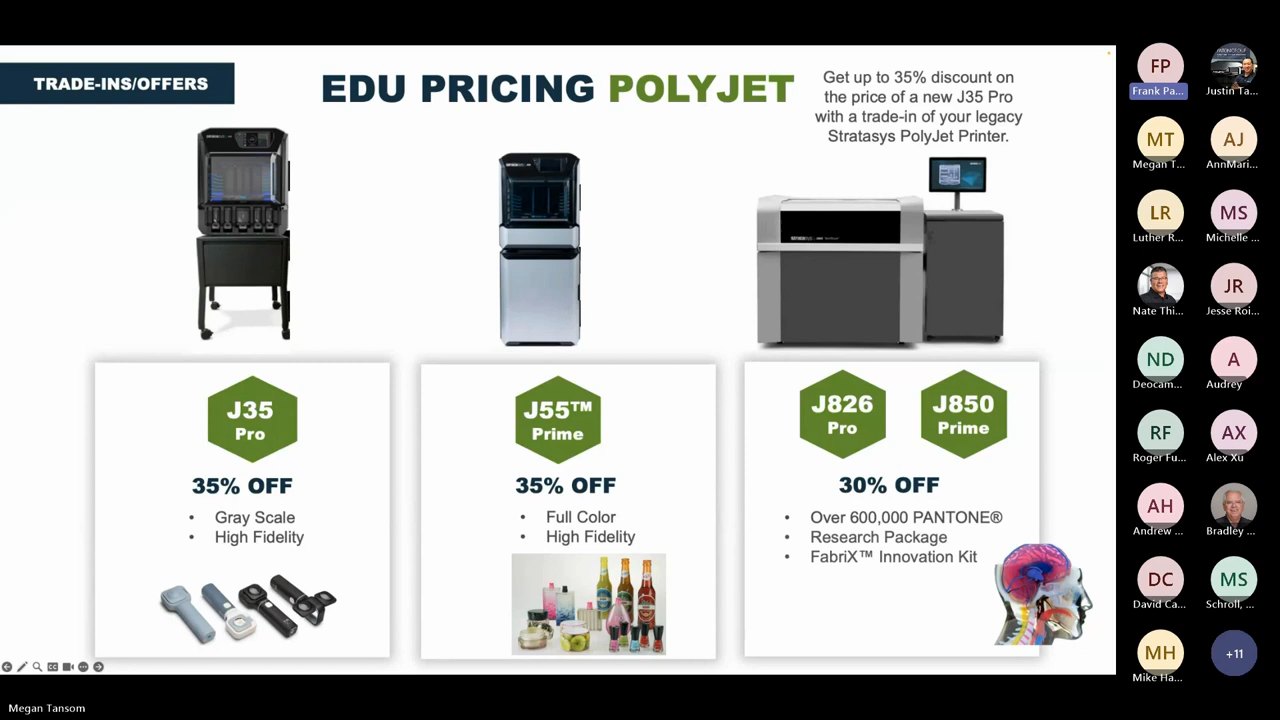 TRADE-INS/OFFERS
EDU PRICING POLYJET
Get up to 35% discount on
the price of a new J35 Pro
with a trade-in of your legacy
Stratasys PolyJet Printer.
J35
Pro
35% OFF
• Gray Scale
• High Fidelity
J55™
Prime
35% OFF
• Full Color
• High Fidelity
J826
Pro
J850
Prime
30% OFF
• Over 600,000 PANTONE®
• Research Package
• FabriX™ Innovation Kit
FP
Frank Pa...
Justin Ta...
MT
Megan T...
AJ
AnnMari...
LR
Luther R...
MS
Michelle ...
Nate Thi...
JR
Jesse Roi...
ND
Deocam...
A
Audrey
RF
Roger Fu...
AX
Alex Xu
AH
Andrew ...
Bradley ...
DC
David Ca...
MS
Schroll, ...
MH
Mike Ha...
+11
Megan Tansom